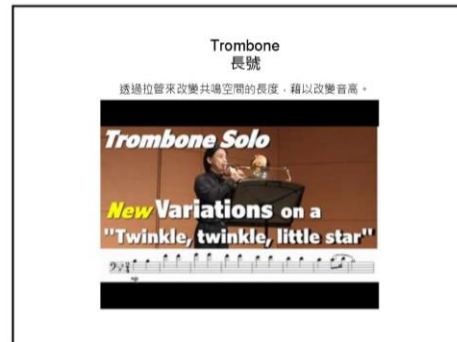 Trombone
長號
透過拉管來改變共鳴空間的長度，藉以改變音高。
Trombone Solo
New Variations on a
"Twinkle, twinkle, little star"